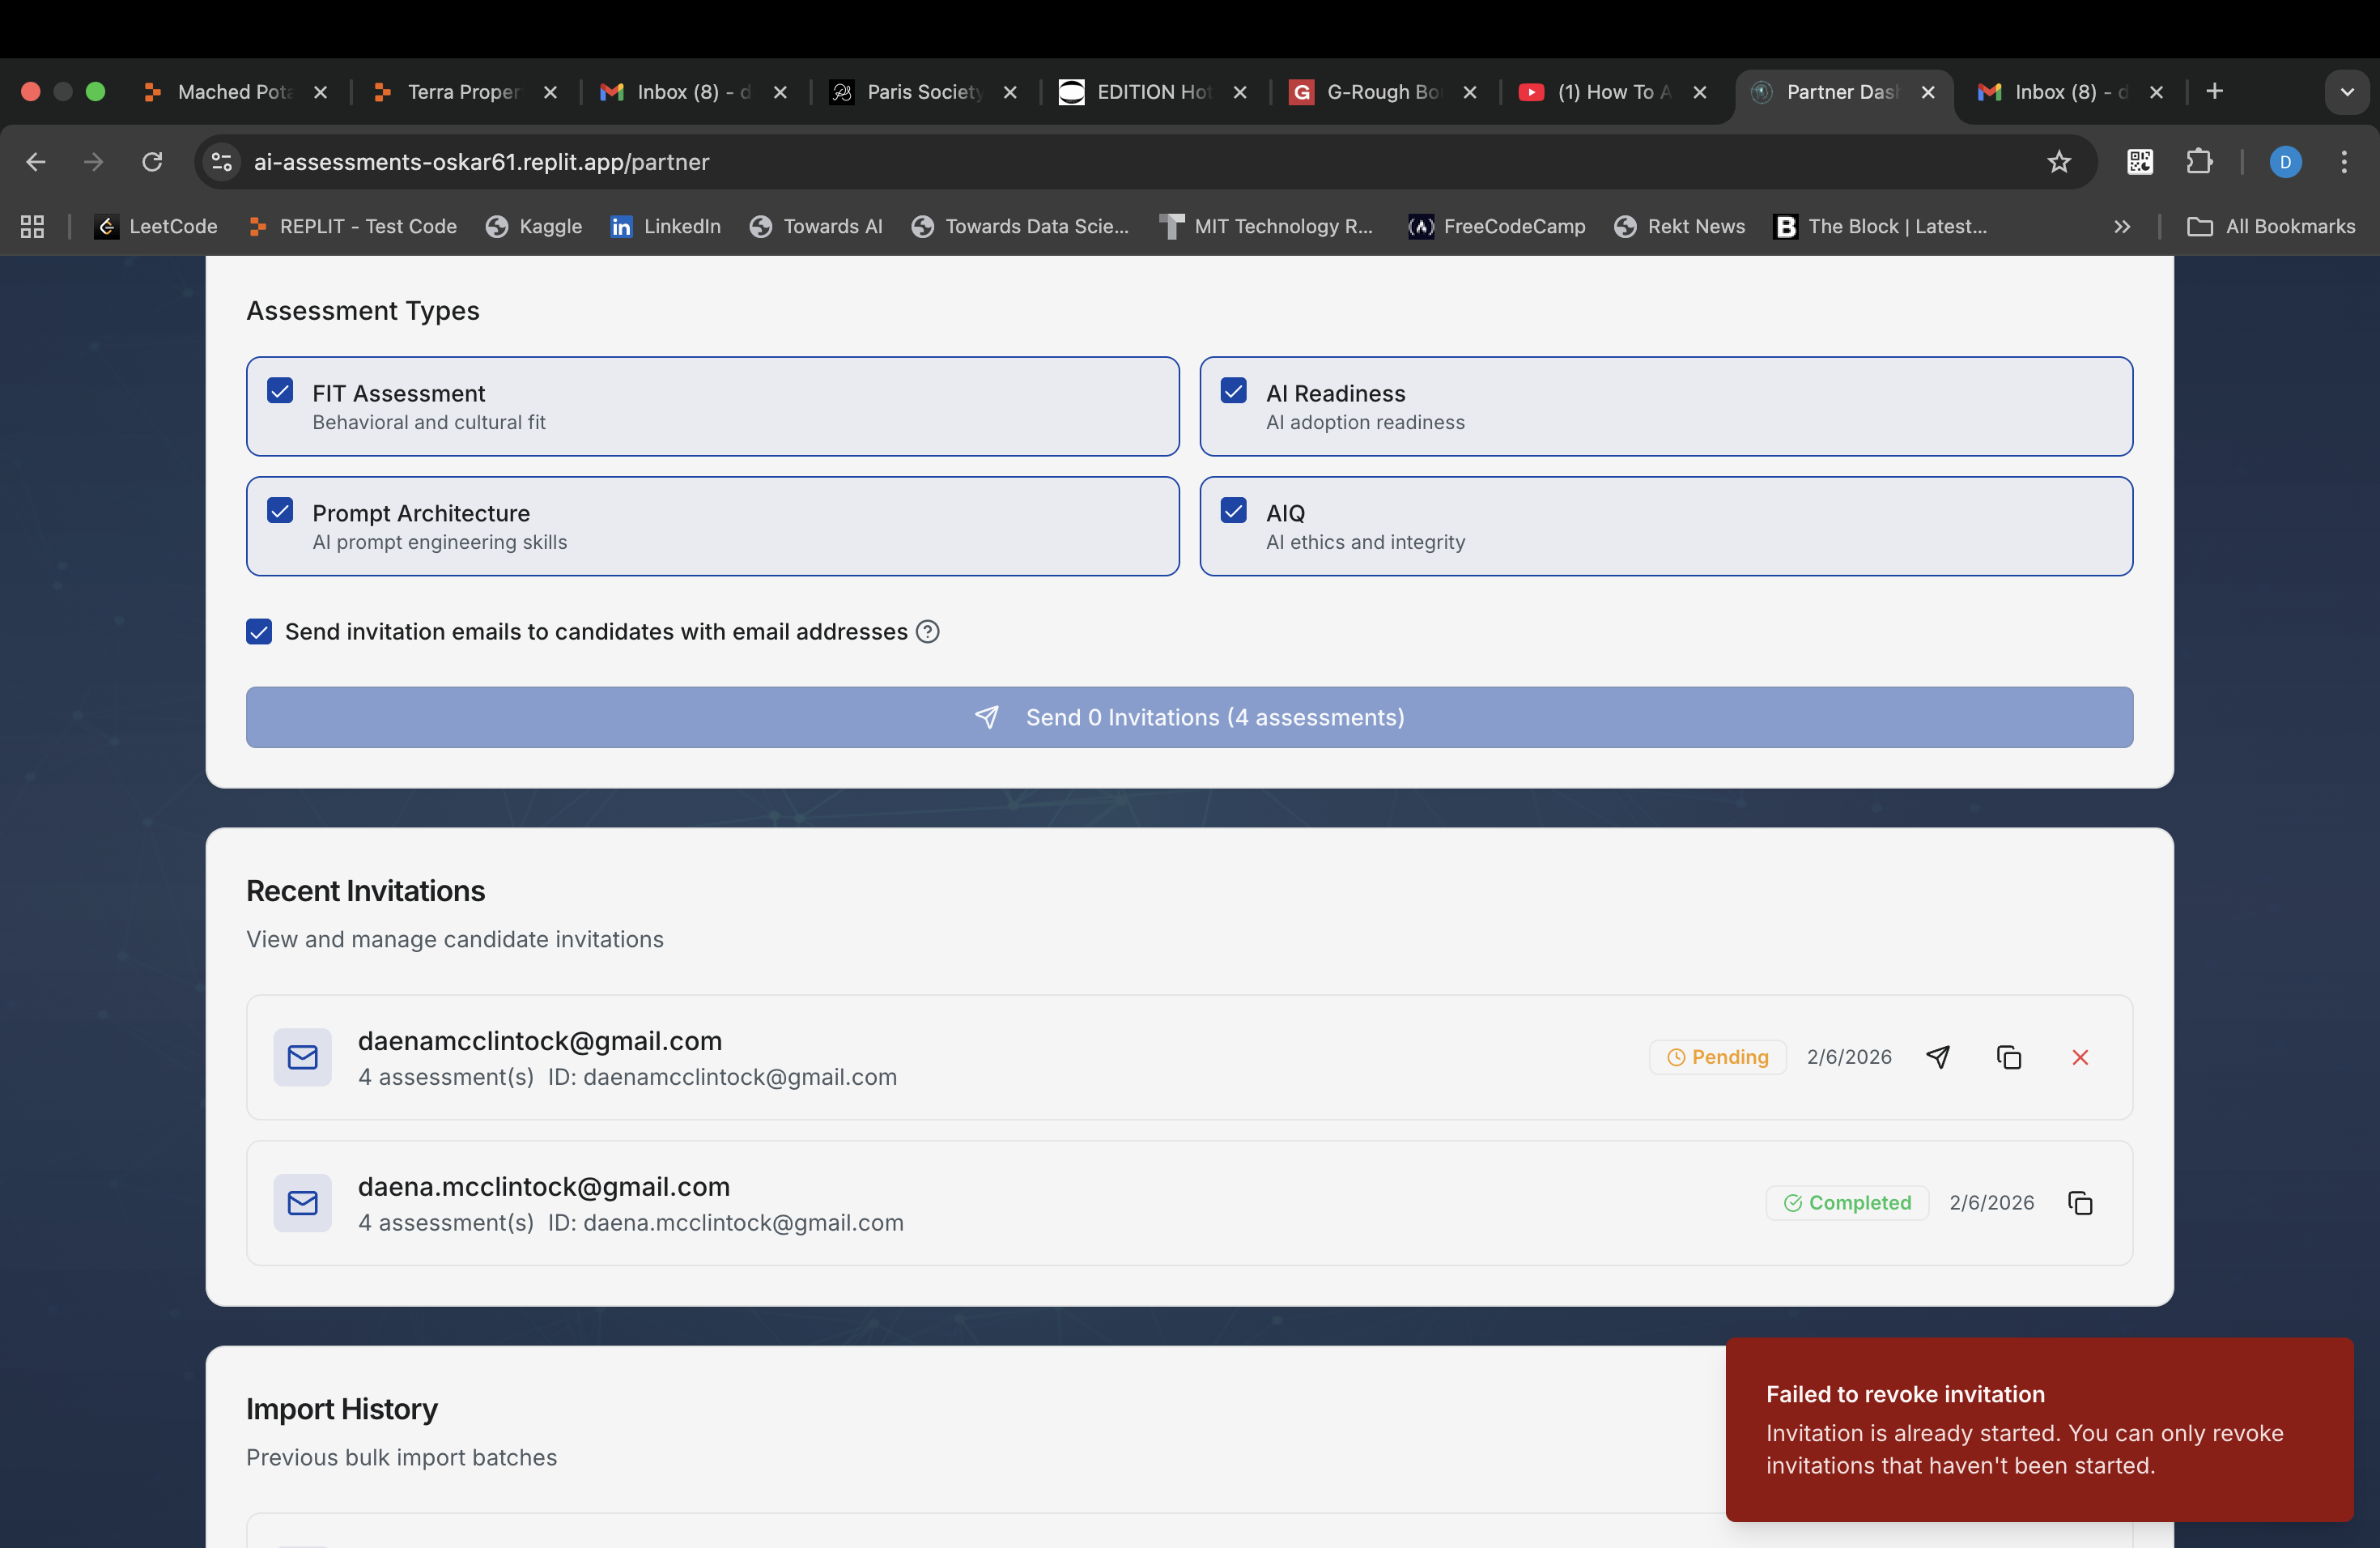 Mached Pota
Terra Proper
Inbox (8) - d
Paris Society
EDITION Hot
G-Rough Bo
(1) How To A
Partner Dash
Inbox (8) - d
ai-assessments-oskar61.replit.app/partner
D
LeetCode
REPLIT - Test Code
Kaggle
LinkedIn
Towards AI
Towards Data Scie...
MIT Technology R...
FreeCodeCamp
Rekt News
The Block | Latest...
All Bookmarks
Assessment Types
FIT Assessment
Behavioral and cultural fit
AI Readiness
AI adoption readiness
Prompt Architecture
AI prompt engineering skills
AIQ
AI ethics and integrity
Send invitation emails to candidates with email addresses
Send 0 Invitations (4 assessments)
Recent Invitations
View and manage candidate invitations
daenamcclintock@gmail.com
4 assessment(s) ID: daenamcclintock@gmail.com
Pending
2/6/2026
daena.mcclintock@gmail.com
4 assessment(s) ID: daena.mcclintock@gmail.com
Completed
2/6/2026
Import History
Previous bulk import batches
Failed to revoke invitation
Invitation is already started. You can only revoke
invitations that haven't been started.